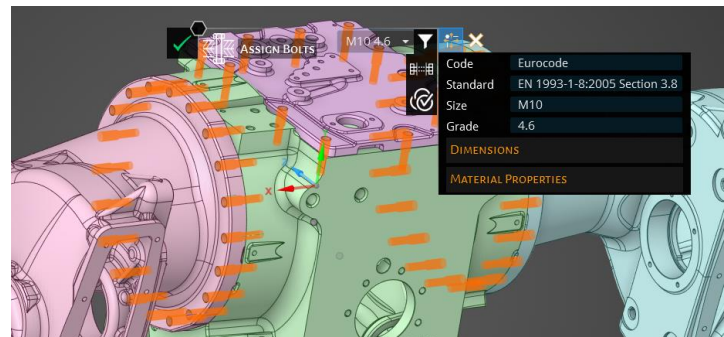 ASSIGN BOLTS
M10 4.6
Code Eurocode
Standard EN 1993-1-8:2005 Section 3.8
Size M10
Grade 4.6
DIMENSIONS
MATERIAL PROPERTIES
X